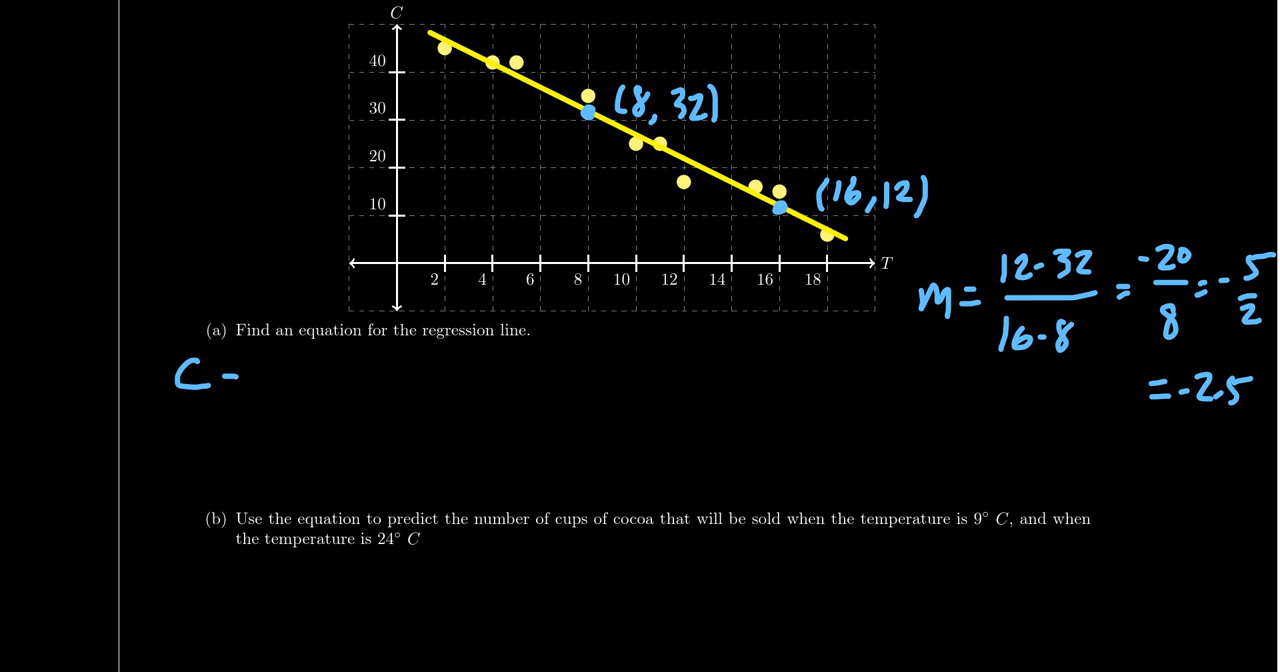 C
40
30
20
10
(8, 32)
(16, 12)
T
2 4 6 8 10 12 14 16 18
m = 12 - 32 / 16 - 8 = -20 / 8 = - 5 / 2
= -2.5
(a) Find an equation for the regression line.
C -
(b) Use the equation to predict the number of cups of cocoa that will be sold when the temperature is 9° C, and when
the temperature is 24° C